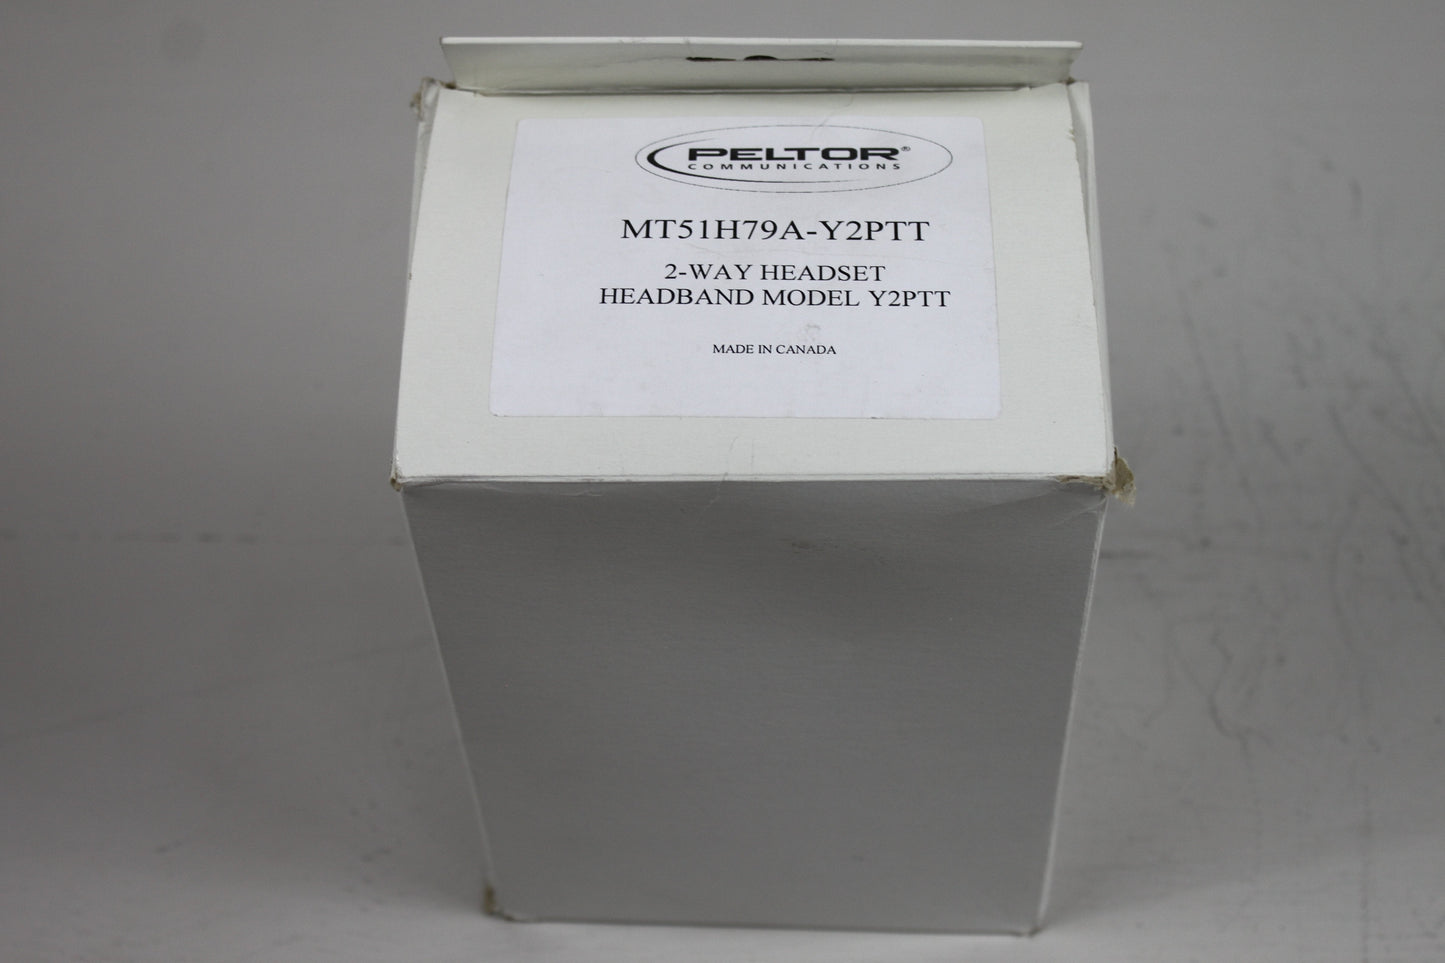 PELTOR®
COMMUNICATIONS
MT51H79A-Y2PTT
2-WAY HEADSET
HEADBAND MODEL Y2PTT
MADE IN CANADA